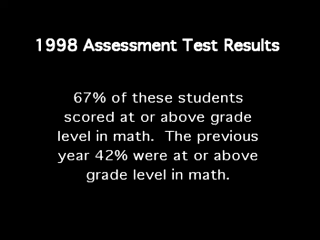 1998 Assessment Test Results
67% of these students
scored at or above grade
level in math. The previous
year 42% were at or above
grade level in math.